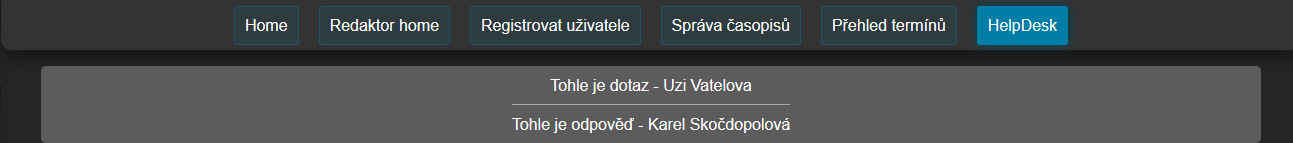 Home Redaktor home Registrovat uživatele Správa časopisů Přehled termínů HelpDesk
Tohle je dotaz - Uzi Vatelova
Tohle je odpověď - Karel Skočdopolová